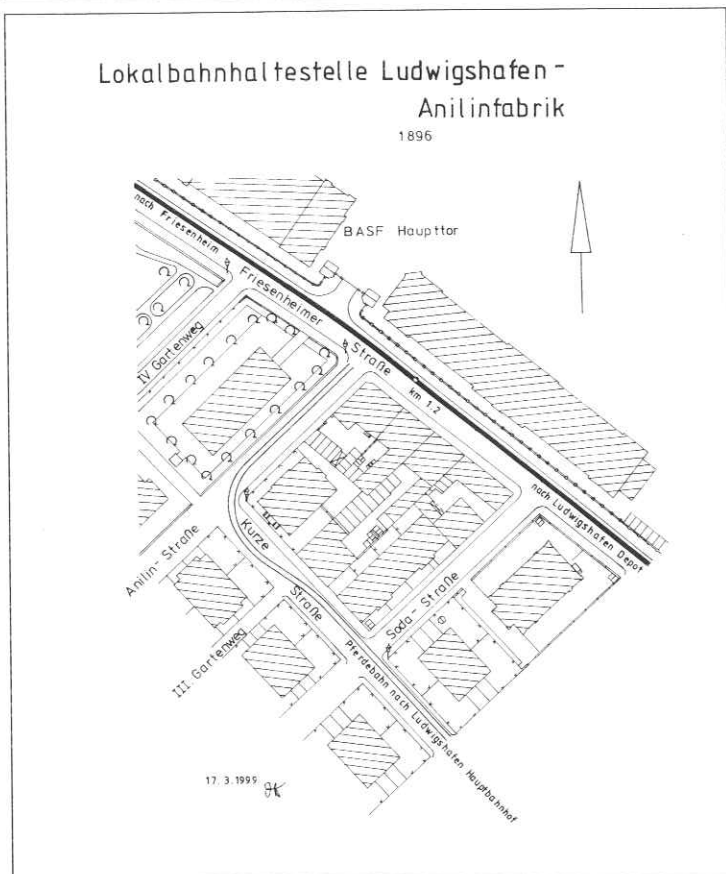 Lokalbahnhaltestelle Ludwigshafen-
Anilinfabrik
1896
nach Friesenheim
BASF Haupttor
Friesenheimer
Straße
IV Gartenweg
km 1.2
nach Ludwigshafen Depot
Kurze
Straße
Anilin-Straße
Soda-Straße
III. Gartenweg
Pferdebahn nach Ludwigshafen Hauptbahnhof
17.3.1999